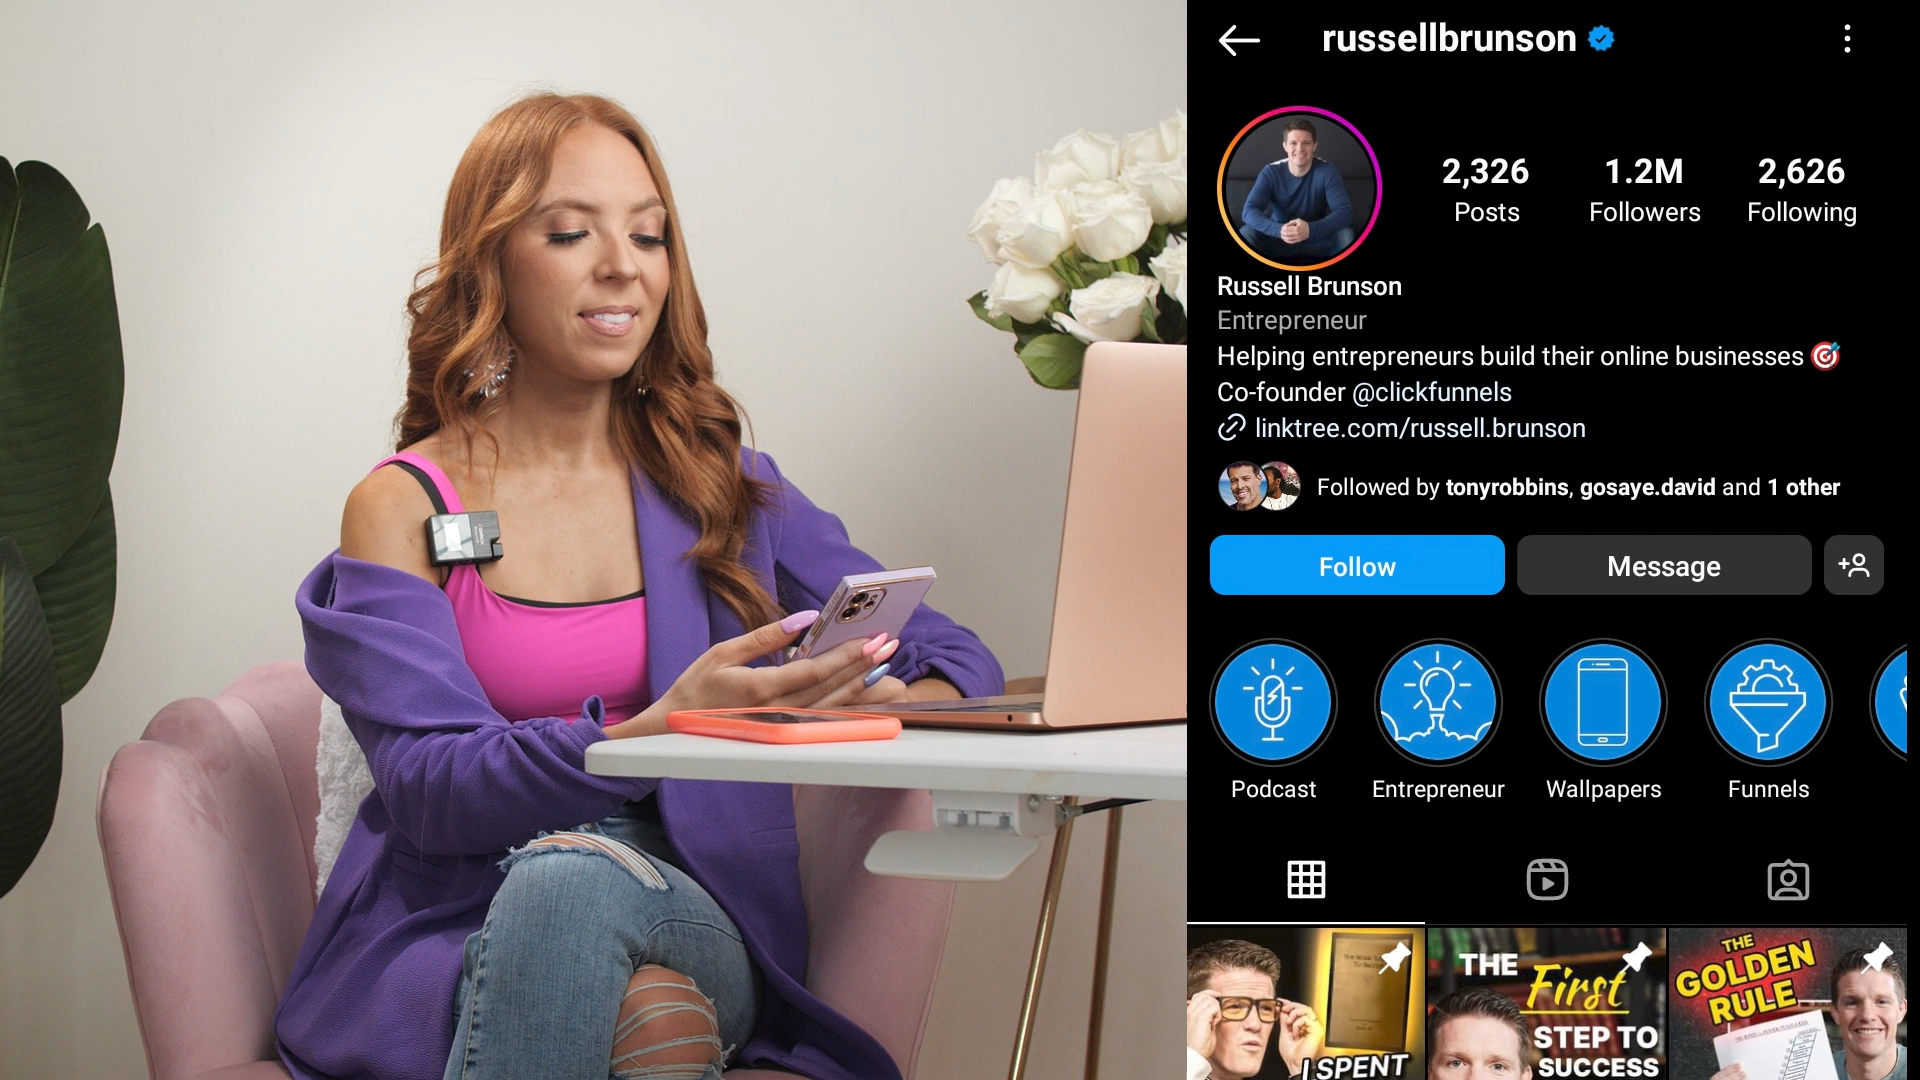 russellbrunson
2,326
Posts
1.2M
Followers
2,626
Following
Russell Brunson
Entrepreneur
Helping entrepreneurs build their online businesses 🎯
Co-founder @clickfunnels
linktree.com/russell.brunson
Followed by tonyrobbins, gosaye.david and 1 other
Follow
Message
Podcast
Entrepreneur
Wallpapers
Funnels
I SPENT
THE
First
STEP TO
SUCCESS
THE
GOLDEN
RULE